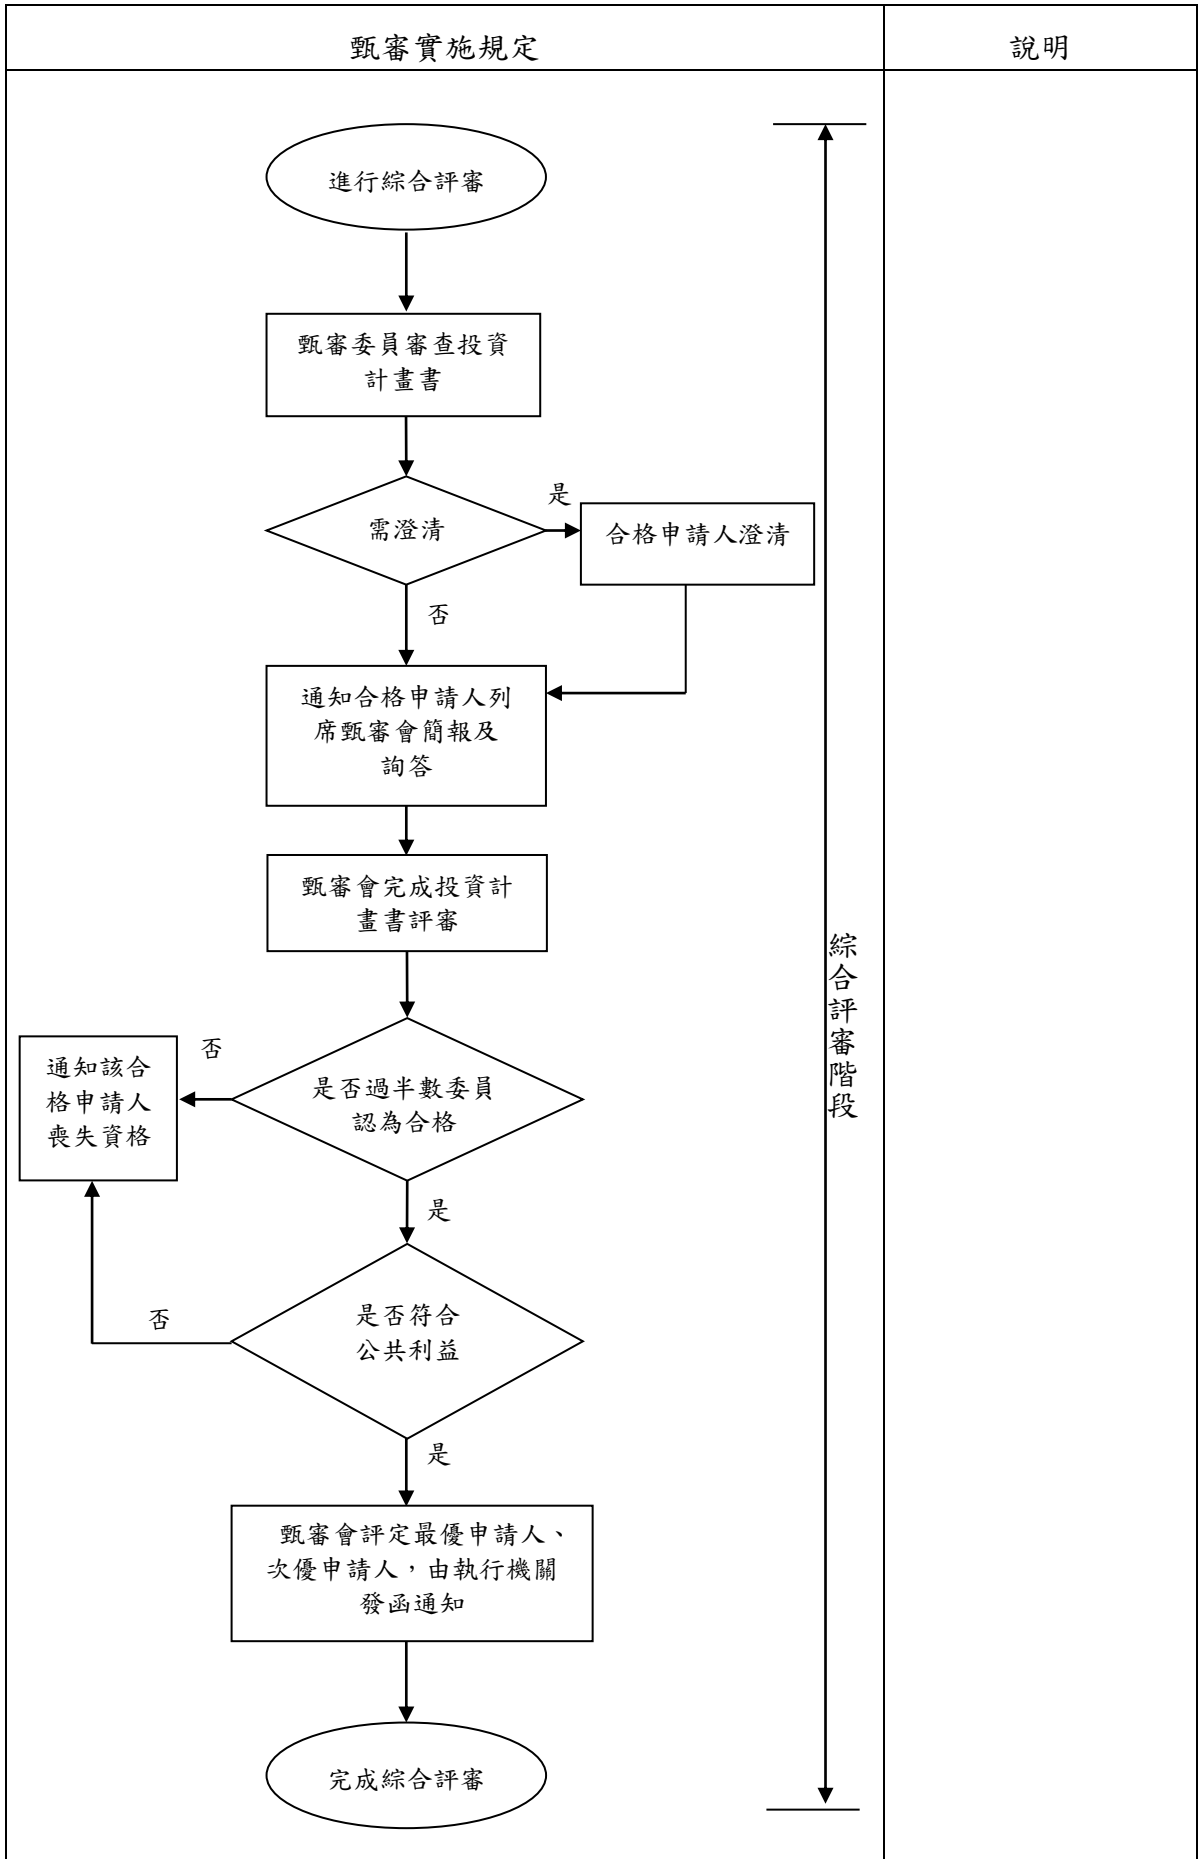 甄審實施規定
說明
進行綜合評審
甄審委員審查投資
計畫書
需澄清
是
合格申請人澄清
否
通知合格申請人列
席甄審會簡報及
詢答
甄審會完成投資計
畫書評審
綜合評審階段
否
通知該合
格申請人
喪失資格
是否過半數委員
認為合格
是
否
是否符合
公共利益
是
甄審會評定最優申請人、
次優申請人，由執行機關
發函通知
完成綜合評審